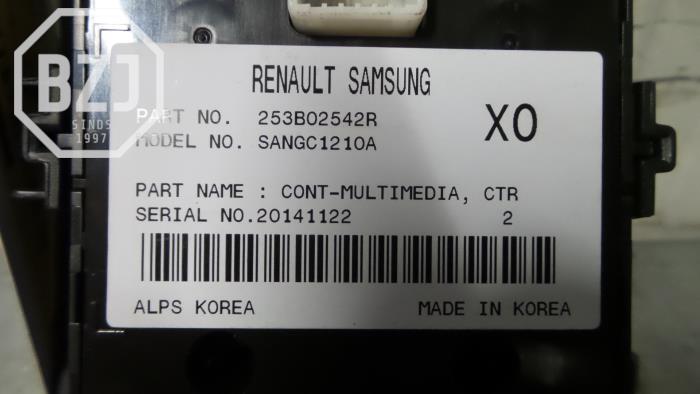 BZJ
SINDS
1997
RENAULT SAMSUNG
PART NO. 253B02542R
X0
MODEL NO. SANGC1210A
PART NAME : CONT-MULTIMEDIA, CTR
SERIAL NO.20141122 2
ALPS KOREA MADE IN KOREA